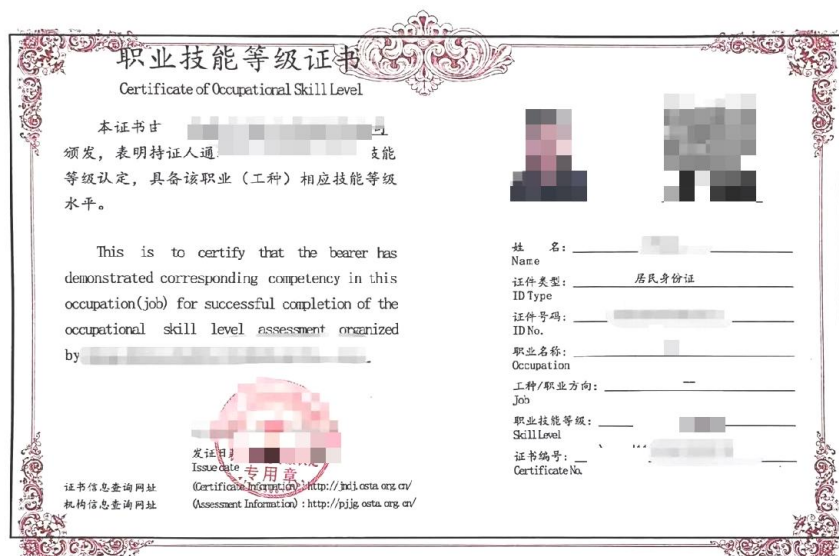 职业技能等级证书
Certificate of Occupational Skill Level
本证书由
颁发，表明持证人通 技能
等级认定，具备该职业（工种）相应技能等级
水平。
This is to certify that the bearer has
demonstrated corresponding competency in this
occupation(job) for successful completion of the
occupational skill level assessment organized
by
发证日期
Issue date
专用章
证书信息查询网址 (Certificate Information) : http://jndj.osta.org.cn/
机构信息查询网址 (Assessment Information) : http://pjjg.osta.org.cn/
姓 名：
Name
证件类型： 居民身份证
ID Type
证件号码：
ID No.
职业名称：
Occupation
工种/职业方向： —
Job
职业技能等级：
Skill Level
证书编号：
Certificate No.